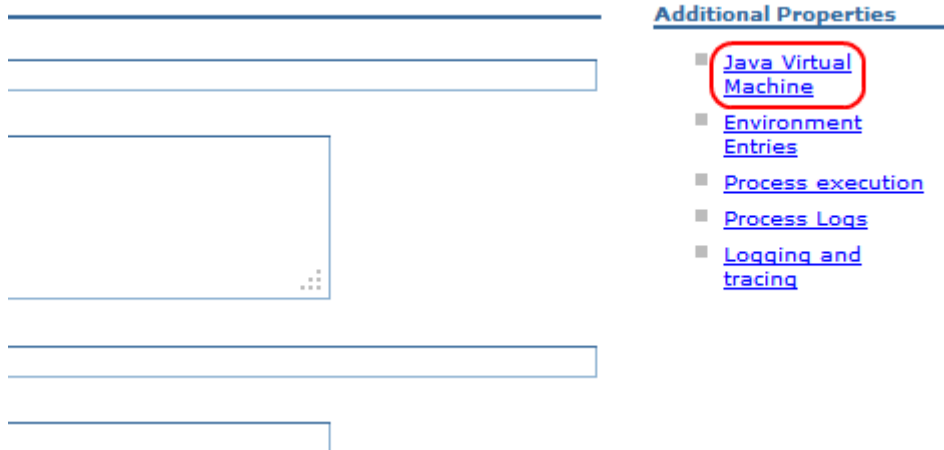 Additional Properties
Java Virtual
Machine
Environment
Entries
Process execution
Process Logs
Logging and
tracing